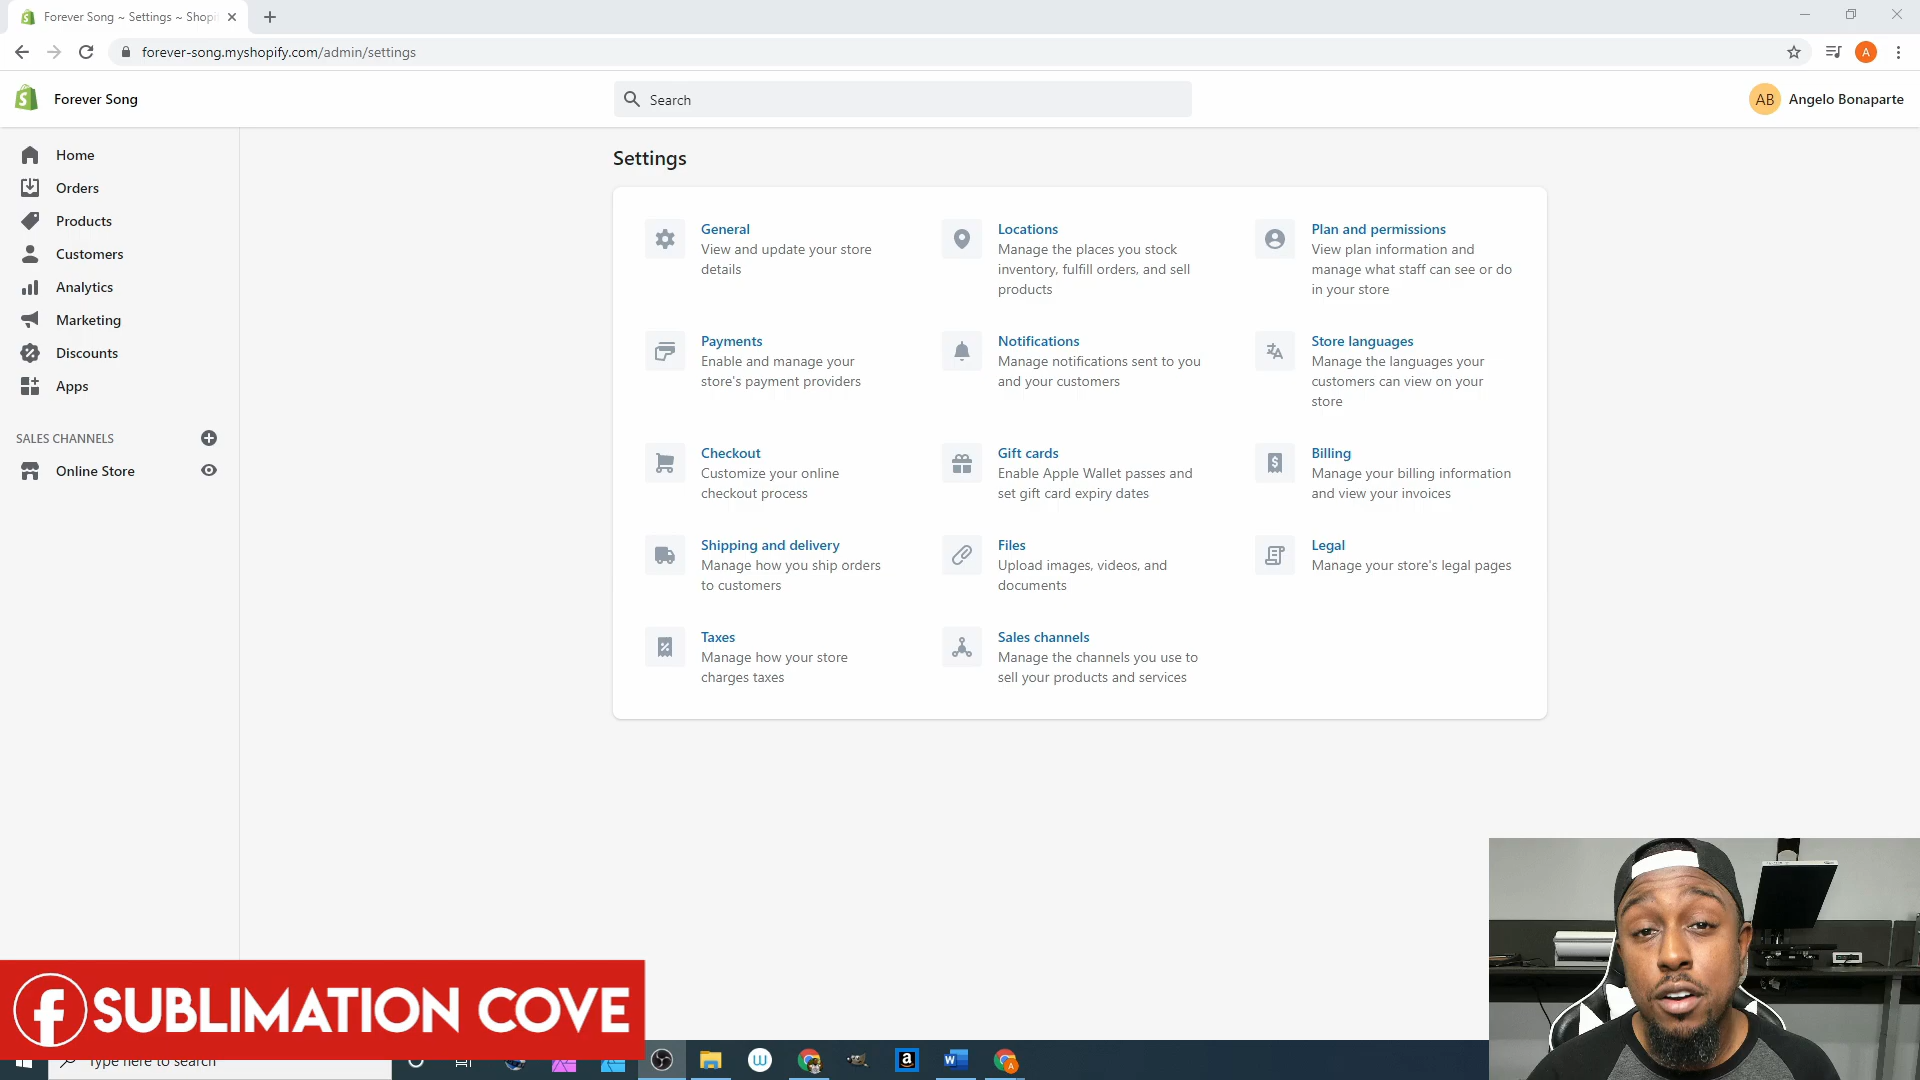 Forever Song ~ Settings ~ Shopi
forever-song.myshopify.com/admin/settings
A
Forever Song
Search
AB
Angelo Bonaparte
Home
Orders
Products
Customers
Analytics
Marketing
Discounts
Apps
SALES CHANNELS
Online Store
Settings
General
View and update your store
details
Locations
Manage the places you stock
inventory, fulfill orders, and sell
products
Plan and permissions
View plan information and
manage what staff can see or do
in your store
Payments
Enable and manage your
store's payment providers
Notifications
Manage notifications sent to you
and your customers
Store languages
Manage the languages your
customers can view on your
store
Checkout
Customize your online
checkout process
Gift cards
Enable Apple Wallet passes and
set gift card expiry dates
Billing
Manage your billing information
and view your invoices
Shipping and delivery
Manage how you ship orders
to customers
Files
Upload images, videos, and
documents
Legal
Manage your store's legal pages
Taxes
Manage how your store
charges taxes
Sales channels
Manage the channels you use to
sell your products and services
f SUBLIMATION COVE
Type here to search